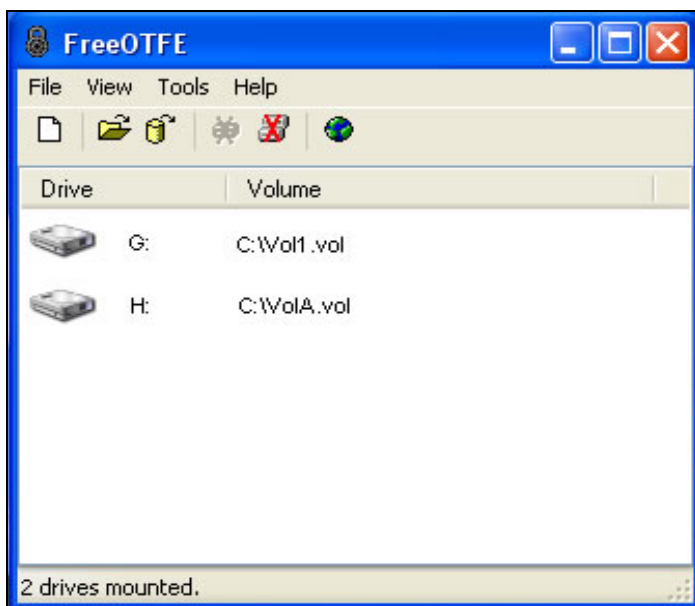 FreeOTFE
File View Tools Help
Drive Volume
G: C:\Vol1.vol
H: C:\VolA.vol
2 drives mounted.